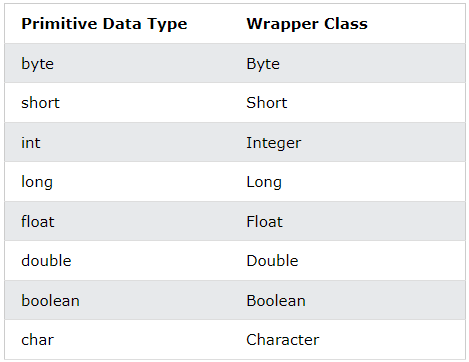 Primitive Data Type Wrapper Class
byte Byte
short Short
int Integer
long Long
float Float
double Double
boolean Boolean
char Character